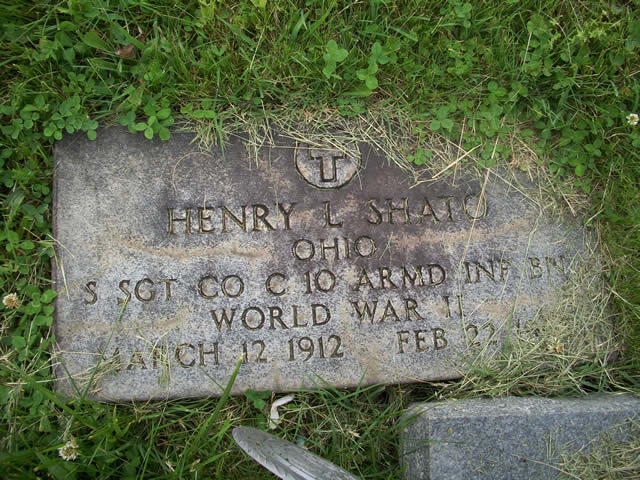 HENRY L SHATO
OHIO
S SGT CO C 10 ARMD INF BN
WORLD WAR II
MARCH 12 1912 FEB 22